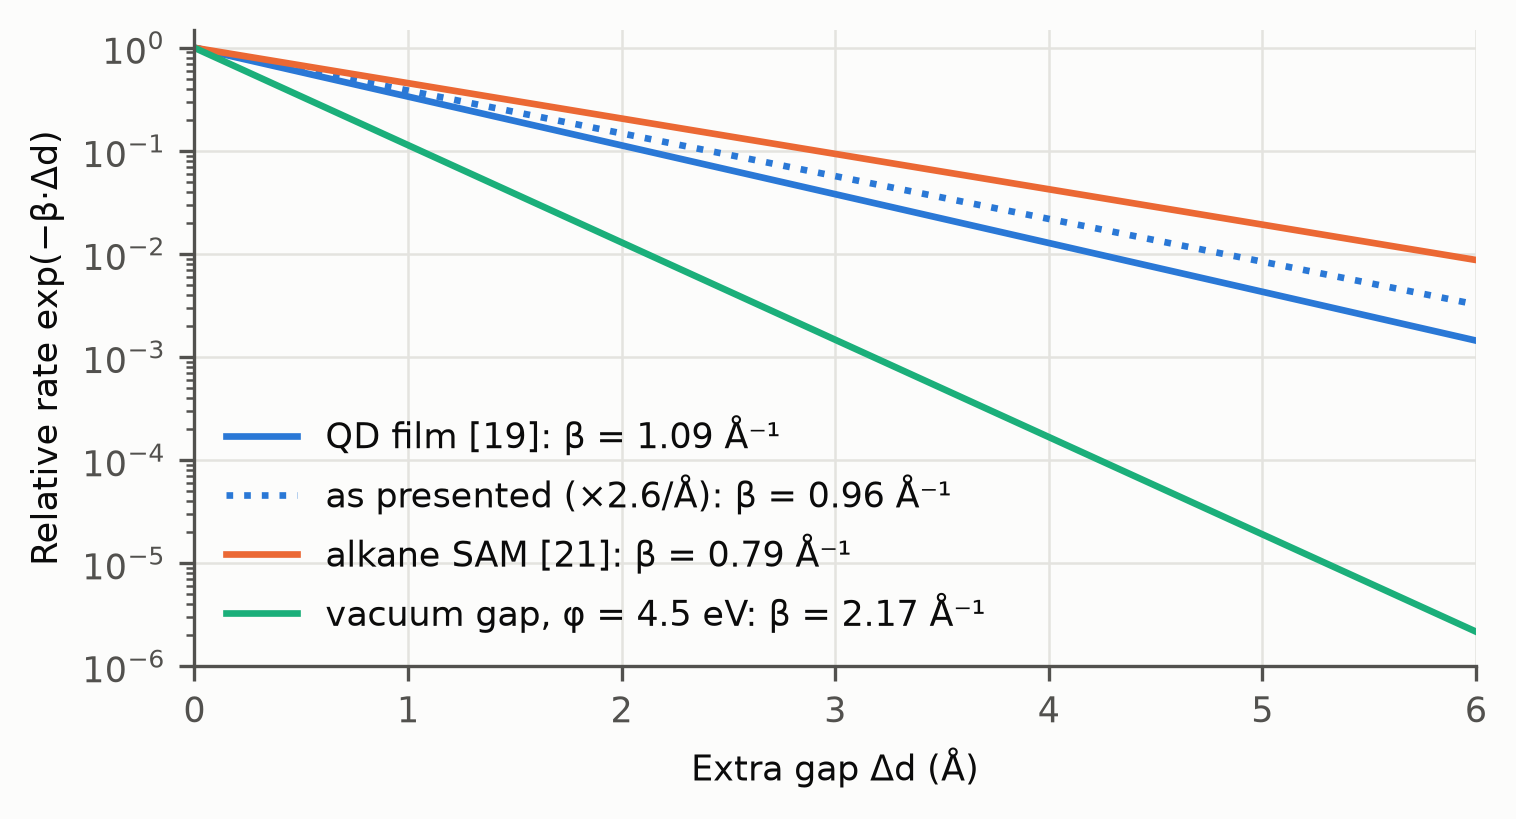 Relative rate exp(−β·Δd)
10⁰
10⁻¹
10⁻²
10⁻³
10⁻⁴
10⁻⁵
10⁻⁶
QD film [19]: β = 1.09 Å⁻¹
as presented (×2.6/Å): β = 0.96 Å⁻¹
alkane SAM [21]: β = 0.79 Å⁻¹
vacuum gap, φ = 4.5 eV: β = 2.17 Å⁻¹
0 1 2 3 4 5 6
Extra gap Δd (Å)